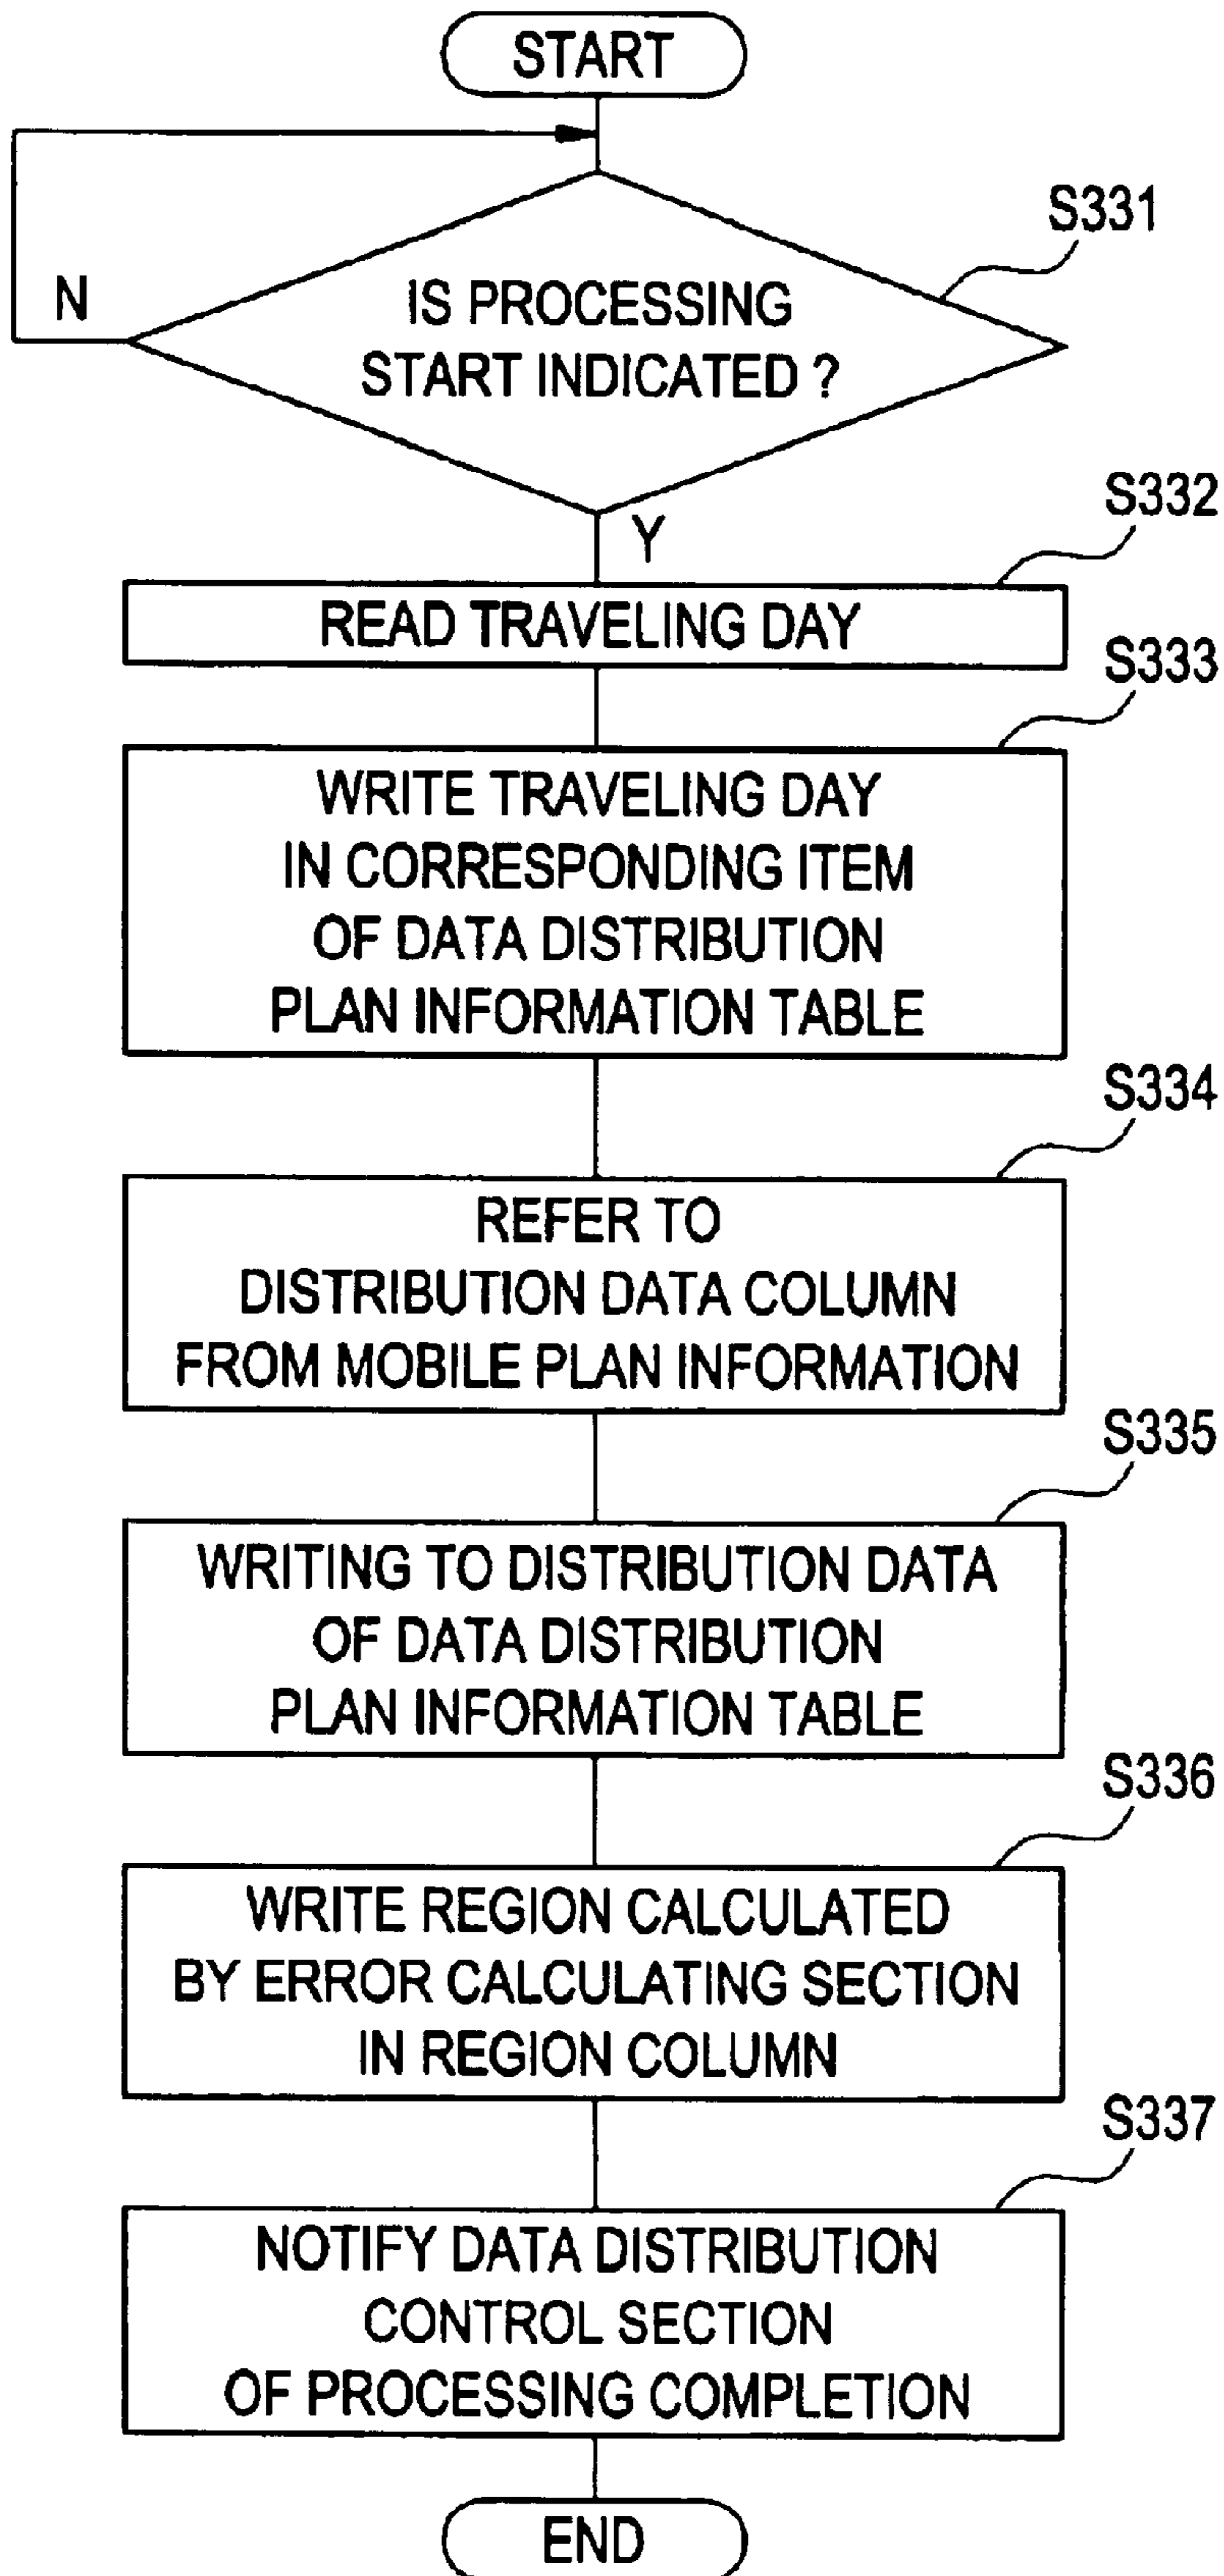 START
S331
N
IS PROCESSING
START INDICATED ?
Y
S332
READ TRAVELING DAY
S333
WRITE TRAVELING DAY
IN CORRESPONDING ITEM
OF DATA DISTRIBUTION
PLAN INFORMATION TABLE
S334
REFER TO
DISTRIBUTION DATA COLUMN
FROM MOBILE PLAN INFORMATION
S335
WRITING TO DISTRIBUTION DATA
OF DATA DISTRIBUTION
PLAN INFORMATION TABLE
S336
WRITE REGION CALCULATED
BY ERROR CALCULATING SECTION
IN REGION COLUMN
S337
NOTIFY DATA DISTRIBUTION
CONTROL SECTION
OF PROCESSING COMPLETION
END